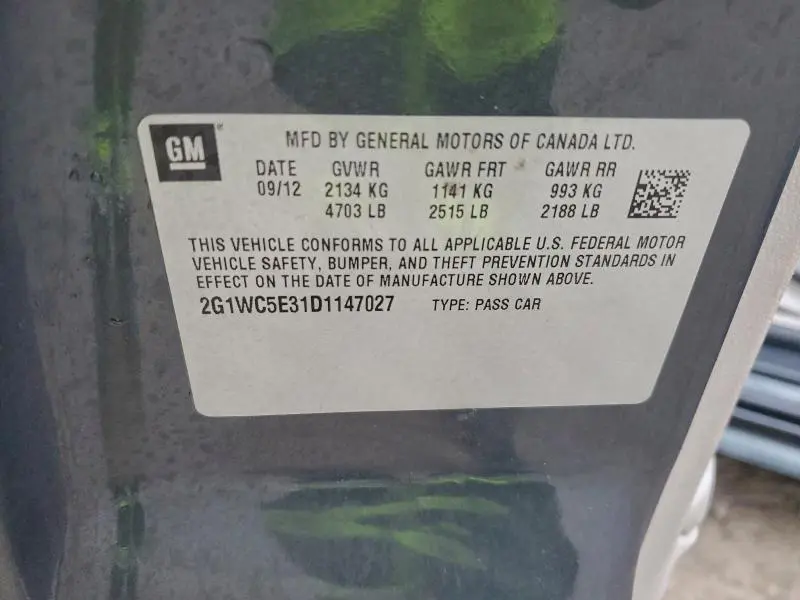 GM
MFD BY GENERAL MOTORS OF CANADA LTD.
DATE GVWR GAWR FRT GAWR RR
09/12 2134 KG 1141 KG 993 KG
4703 LB 2515 LB 2188 LB
THIS VEHICLE CONFORMS TO ALL APPLICABLE U.S. FEDERAL MOTOR
VEHICLE SAFETY, BUMPER, AND THEFT PREVENTION STANDARDS IN
EFFECT ON THE DATE OF MANUFACTURE SHOWN ABOVE.
2G1WC5E31D1147027 TYPE: PASS CAR